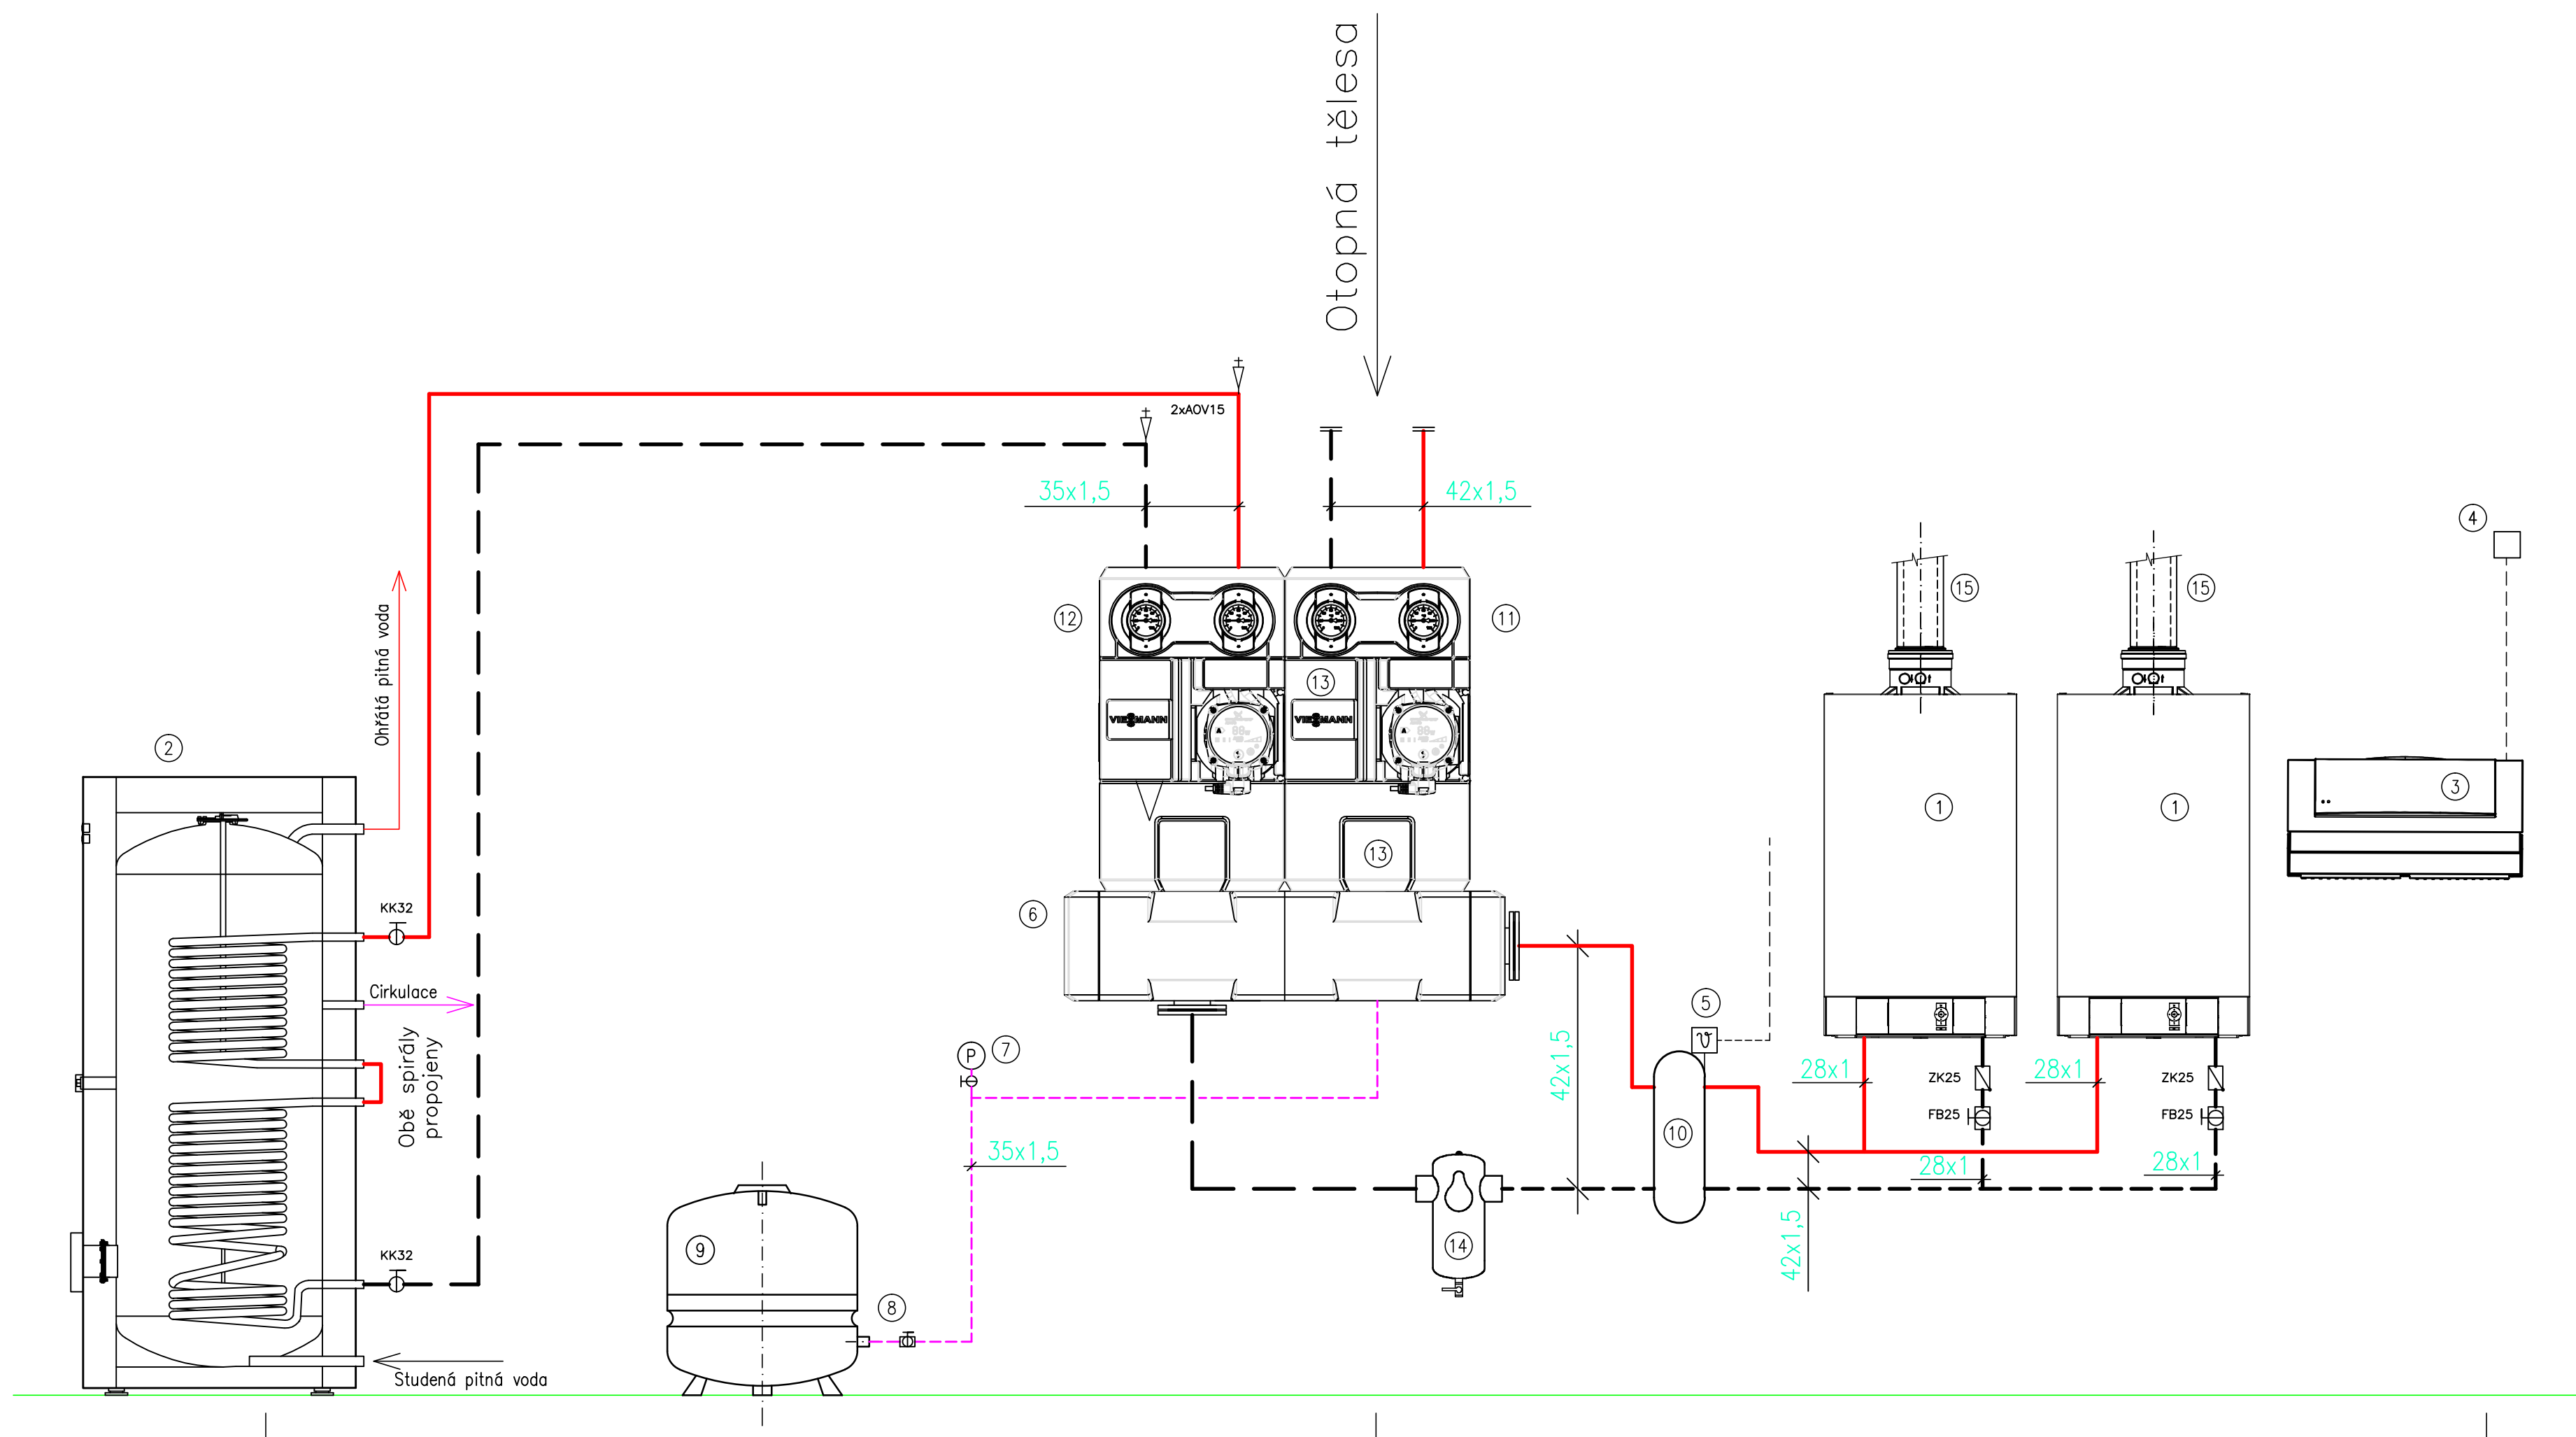 Otopná tělesa
2xAOV15
35x1,5
42x1,5
4
15
15
12
11
13
VIESMANN
VIESMANN
Ohřátá pitná voda
2
3
1
1
13
KK32
6
Cirkulace
5
7
P
Obě spirály
propojeny
42x1,5
28x1
ZK25
28x1
ZK25
FB25
FB25
10
35x1,5
28x1
28x1
9
14
42x1,5
KK32
8
Studená pitná voda